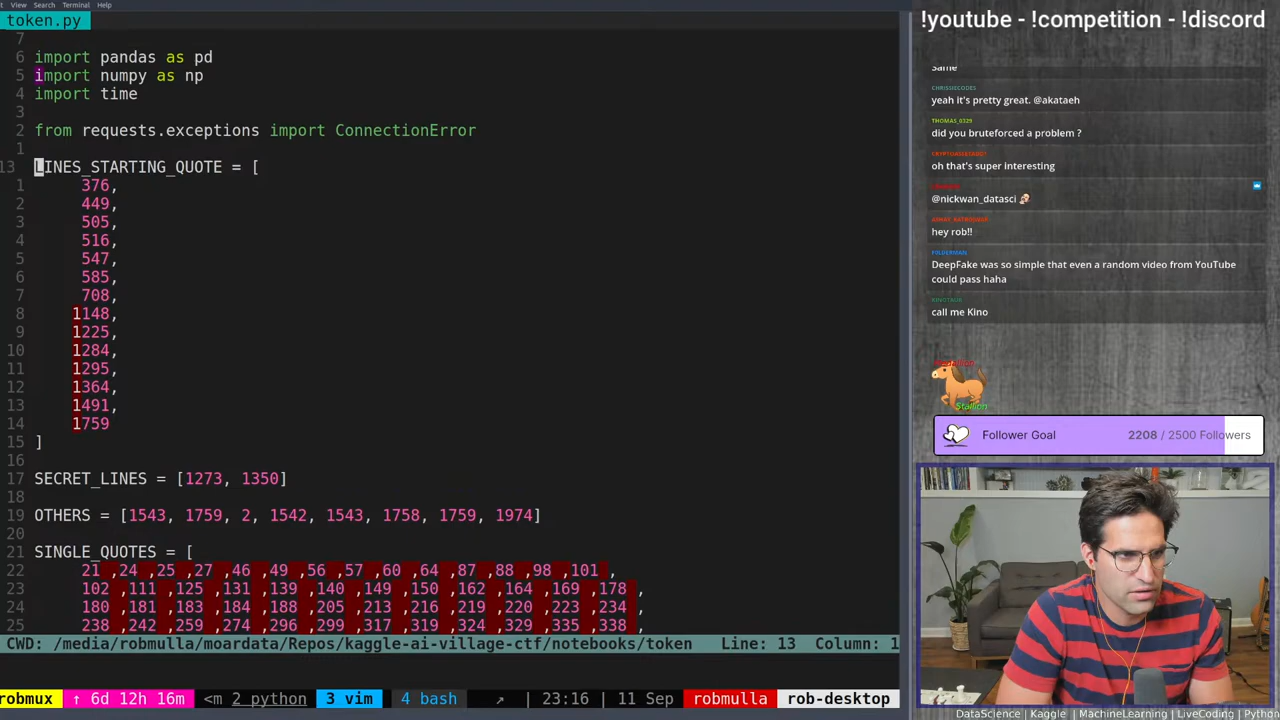 View Search Terminal Help
token.py
7
6 import pandas as pd
5 import numpy as np
4 import time
3
2 from requests.exceptions import ConnectionError
1
13 LINES_STARTING_QUOTE = [
1 376,
2 449,
3 505,
4 516,
5 547,
6 585,
7 708,
8 1148,
9 1225,
10 1284,
11 1295,
12 1364,
13 1491,
14 1759
15 ]
16
17 SECRET_LINES = [1273, 1350]
18
19 OTHERS = [1543, 1759, 2, 1542, 1543, 1758, 1759, 1974]
20
21 SINGLE_QUOTES = [
22 21 ,24 ,25 ,27 ,46 ,49 ,56 ,57 ,60 ,64 ,87 ,88 ,98 ,101 ,
23 102 ,111 ,125 ,131 ,139 ,140 ,149 ,150 ,162 ,164 ,169 ,178 ,
24 180 ,181 ,183 ,184 ,188 ,205 ,213 ,216 ,219 ,220 ,223 ,234 ,
25 238 ,242 ,259 ,274 ,296 ,299 ,317 ,319 ,324 ,329 ,335 ,338 ,
CWD: /media/robmulla/moardata/Repos/kaggle-ai-village-ctf/notebooks/token Line: 13 Column: 1
robmux ↑ 6d 12h 16m <m 2 python 3 vim 4 bash ↗ | 23:16 | 11 Sep robmulla rob-desktop
!youtube - !competition - !discord
Same
CHRISSISCODES
yeah it's pretty great. @akataeh
THOMAS_0329
did you bruteforced a problem ?
oh that's super interesting
@nickwan_datasci
hey rob!!
DeepFake was so simple that even a random video from YouTube
could pass haha
call me Kino
Stallion
Follower Goal 2208 / 2500 Followers
DataScience | Kaggle | MachineLearning | LiveCoding | Python